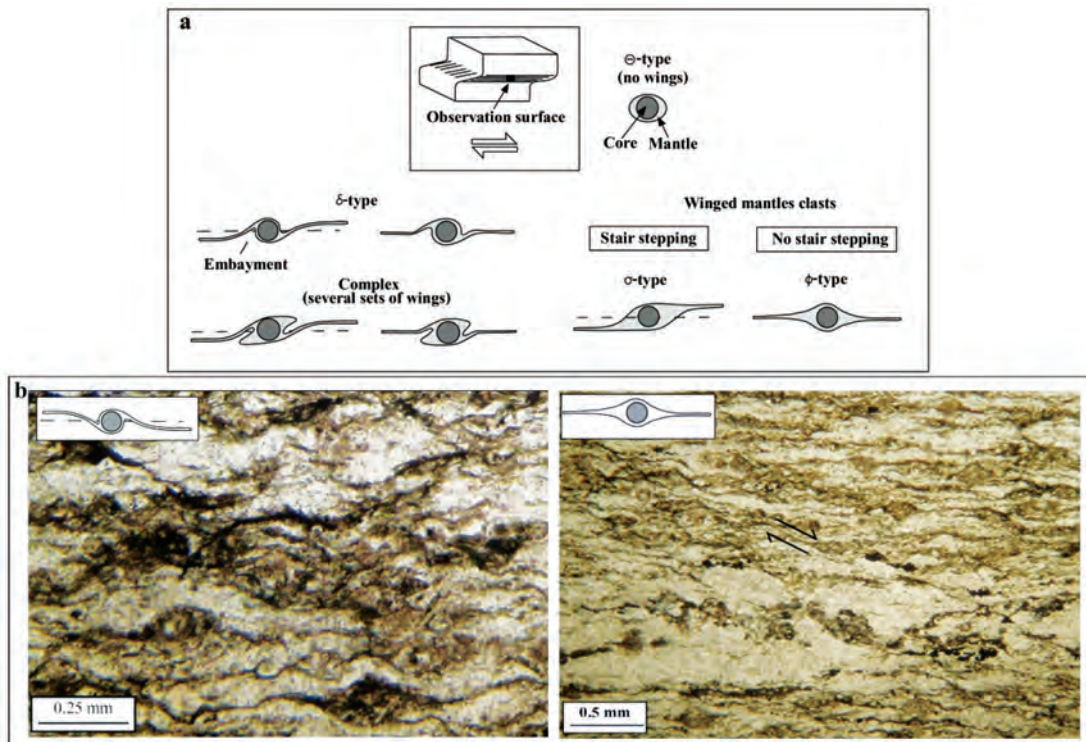 a
Observation surface
Θ-type
(no wings)
Core Mantle
δ-type
Embayment
Complex
(several sets of wings)
Winged mantles clasts
Stair stepping
No stair stepping
σ-type
ϕ-type
b
0.25 mm
0.5 mm